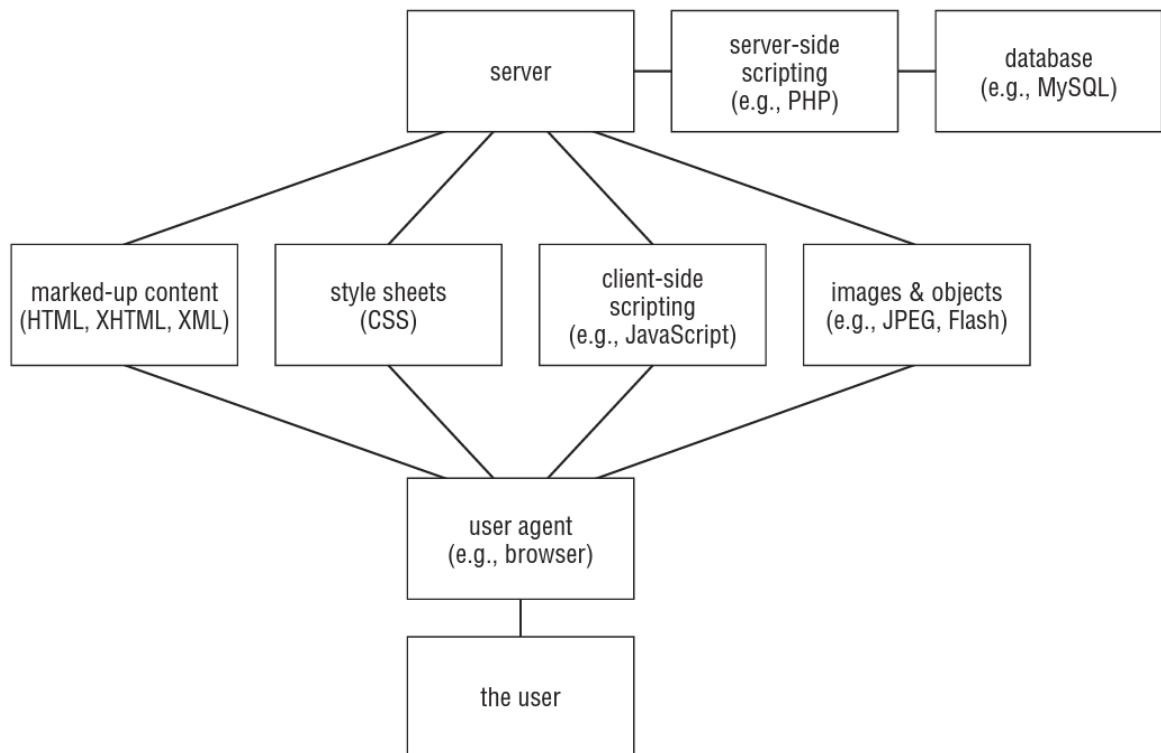 server
server-side
scripting
(e.g., PHP)
database
(e.g., MySQL)
marked-up content
(HTML, XHTML, XML)
style sheets
(CSS)
client-side
scripting
(e.g., JavaScript)
images & objects
(e.g., JPEG, Flash)
user agent
(e.g., browser)
the user